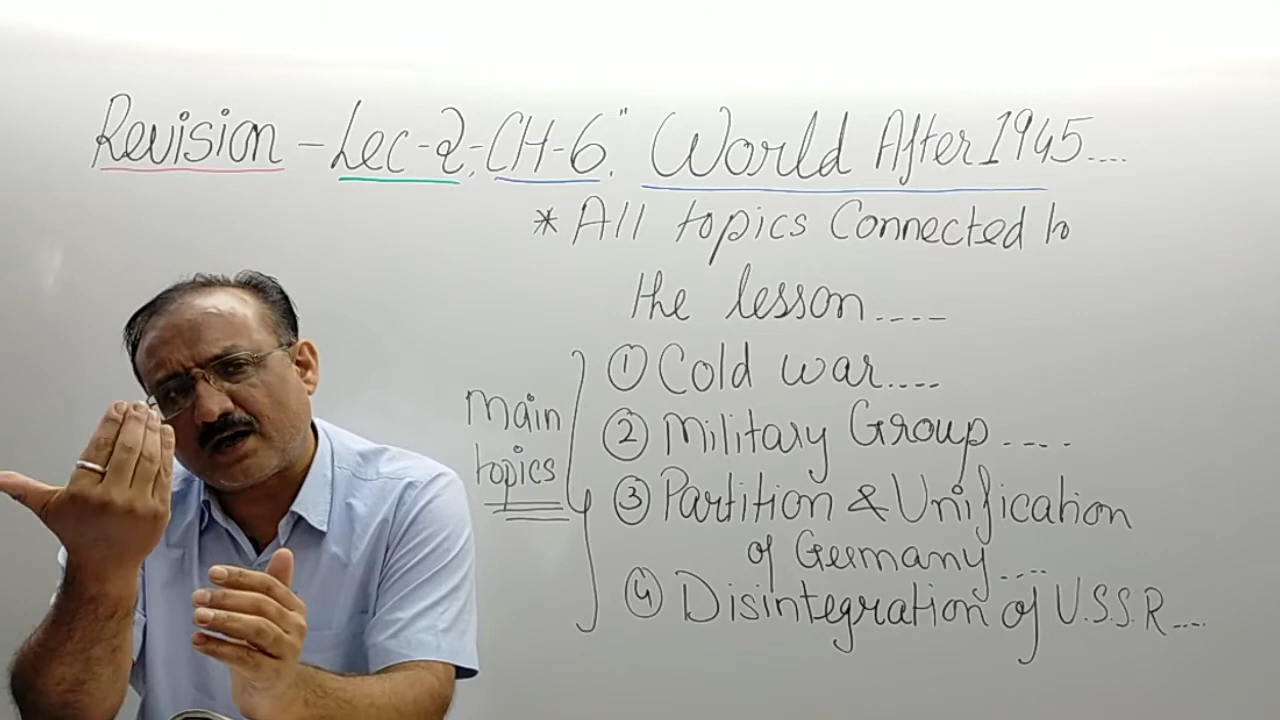 Revision - Lec-2, CH-6. " World After 1945....
* All topics Connected to
the lesson....
Main
topics
① Cold war....
② Military Group....
③ Partition & Unification
of Germany....
④ Disintegration of U.S.S.R....